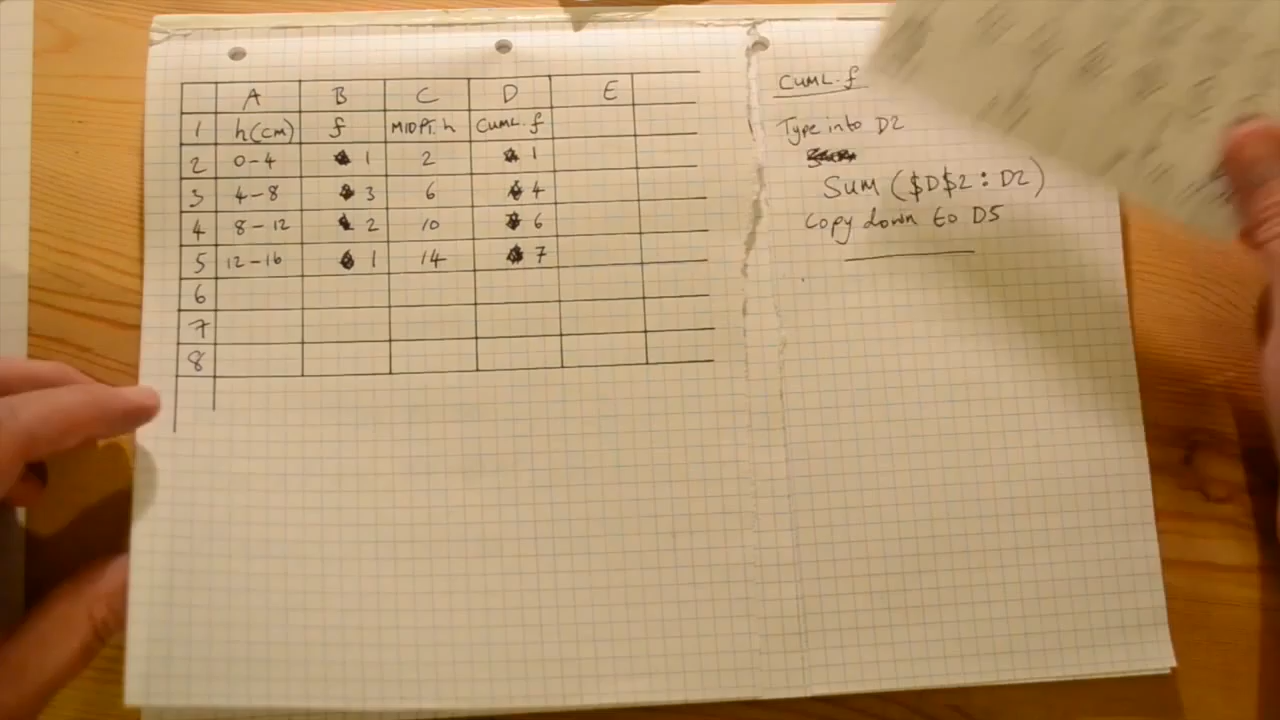 A B C D E
1 h(cm) f MIDPT. h CUML. f
2 0-4 1 2 1
3 4-8 3 6 4
4 8-12 2 10 6
5 12-16 1 14 7
6
7
8
CUML. f
Type into D2
SUM ($D$2:D2)
Copy down to D5